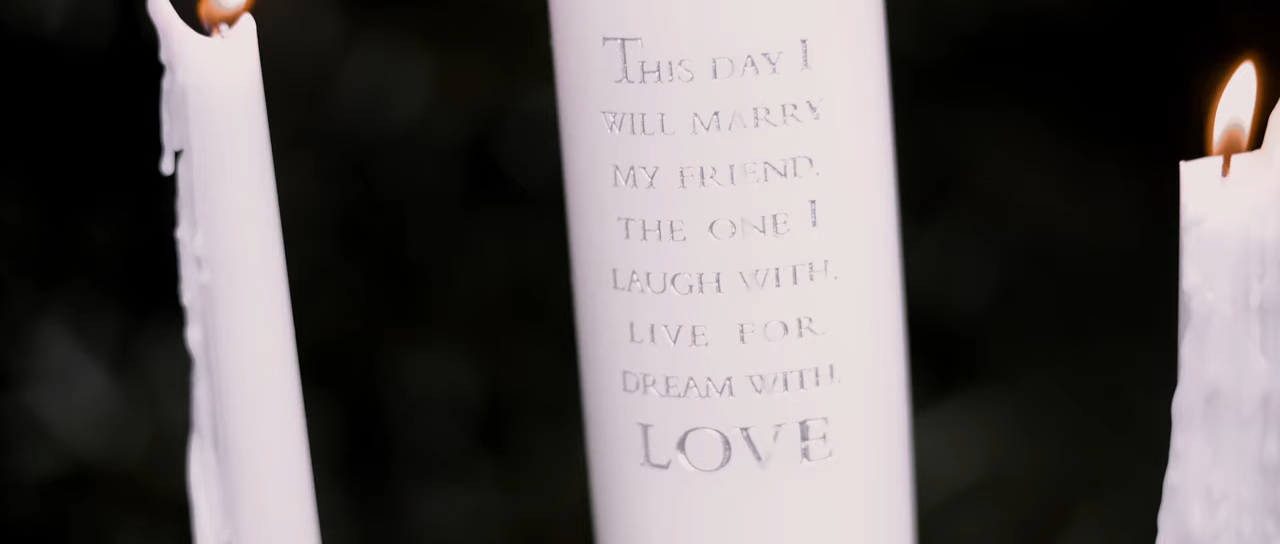 THIS DAY I
WILL MARRY
MY FRIEND.
THE ONE I
LAUGH WITH.
LIVE FOR.
DREAM WITH.
LOVE